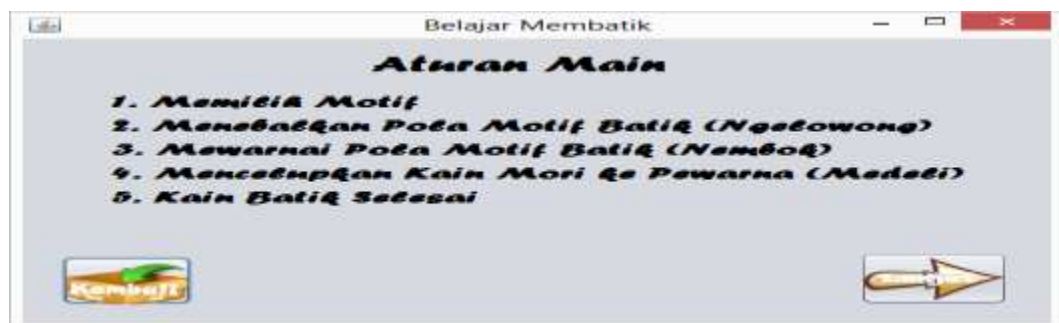 Belajar Membatik
Aturan Main
1. Memilik Motif
2. Menebalkan Pola Motif Batik (Ngelowong)
3. Mewarnai Pola Motif Batik (Nembok)
4. Mencelupkan Kain Mori ke Pewarna (Medeli)
5. Kain Batik Selesai
Kembali